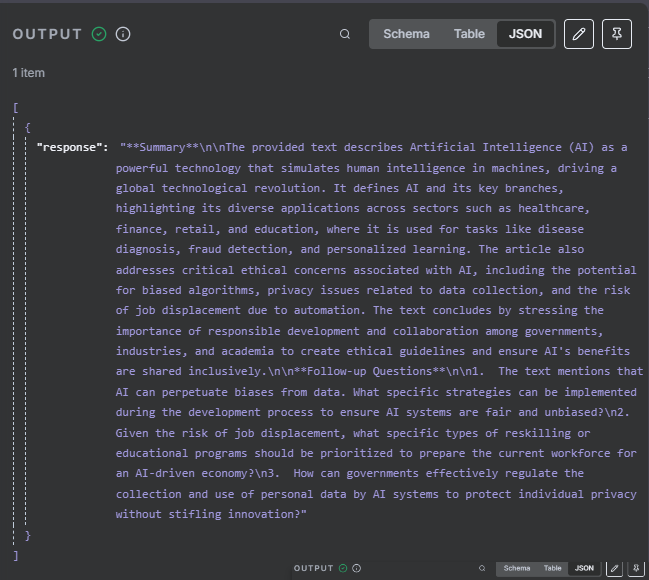 OUTPUT Schema Table JSON
1 item
[
{
"response": "**Summary**\n\nThe provided text describes Artificial Intelligence (AI) as a
powerful technology that simulates human intelligence in machines, driving a
global technological revolution. It defines AI and its key branches,
highlighting its diverse applications across sectors such as healthcare,
finance, retail, and education, where it is used for tasks like disease
diagnosis, fraud detection, and personalized learning. The article also
addresses critical ethical concerns associated with AI, including the potential
for biased algorithms, privacy issues related to data collection, and the risk
of job displacement due to automation. The text concludes by stressing the
importance of responsible development and collaboration among governments,
industries, and academia to create ethical guidelines and ensure AI's benefits
are shared inclusively.\n\n**Follow-up Questions**\n\n1.  The text mentions that
AI can perpetuate biases from data. What specific strategies can be implemented
during the development process to ensure AI systems are fair and unbiased?\n2.
Given the risk of job displacement, what specific types of reskilling or
educational programs should be prioritized to prepare the current workforce for
an AI-driven economy?\n3.  How can governments effectively regulate the
collection and use of personal data by AI systems to protect individual privacy
without stifling innovation?"
}
]
OUTPUT Schema Table JSON